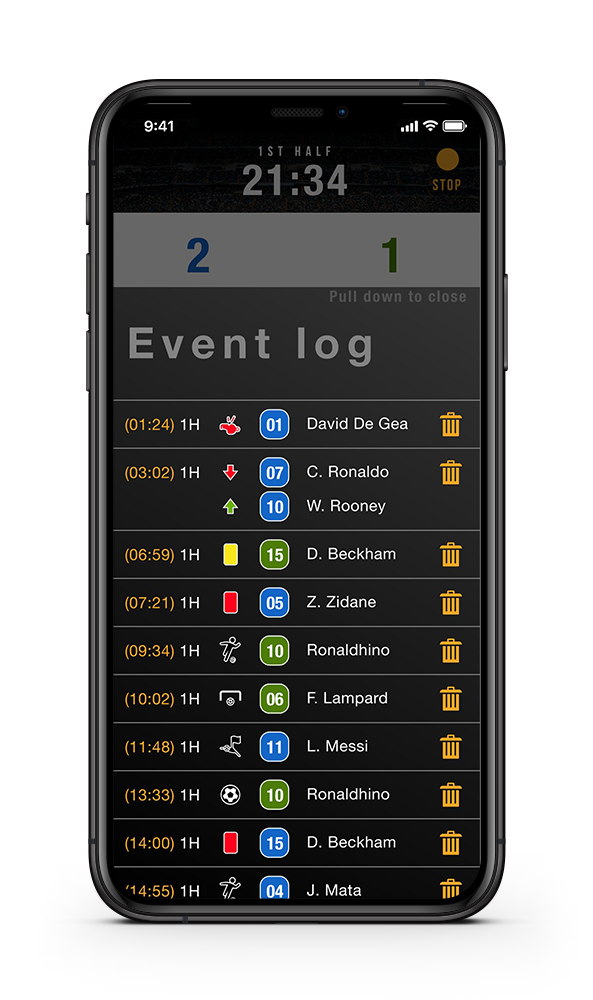 9:41
1ST HALF
21:34
STOP
2 1
Pull down to close
Event log
(01:24) 1H 01 David De Gea
(03:02) 1H 07 C. Ronaldo
10 W. Rooney
(06:59) 1H 15 D. Beckham
(07:21) 1H 05 Z. Zidane
(09:34) 1H 10 Ronaldhino
(10:02) 1H 06 F. Lampard
(11:48) 1H 11 L. Messi
(13:33) 1H 10 Ronaldhino
(14:00) 1H 15 D. Beckham
(14:55) 1H 04 J. Mata